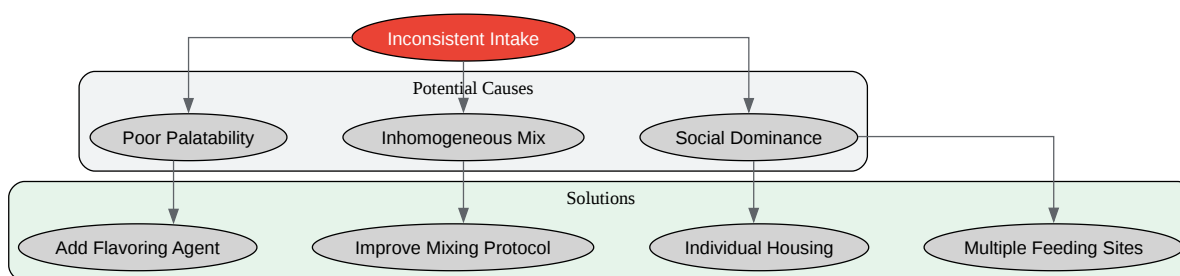 Inconsistent Intake
Potential Causes
Poor Palatability
Inhomogeneous Mix
Social Dominance
Solutions
Add Flavoring Agent
Improve Mixing Protocol
Individual Housing
Multiple Feeding Sites